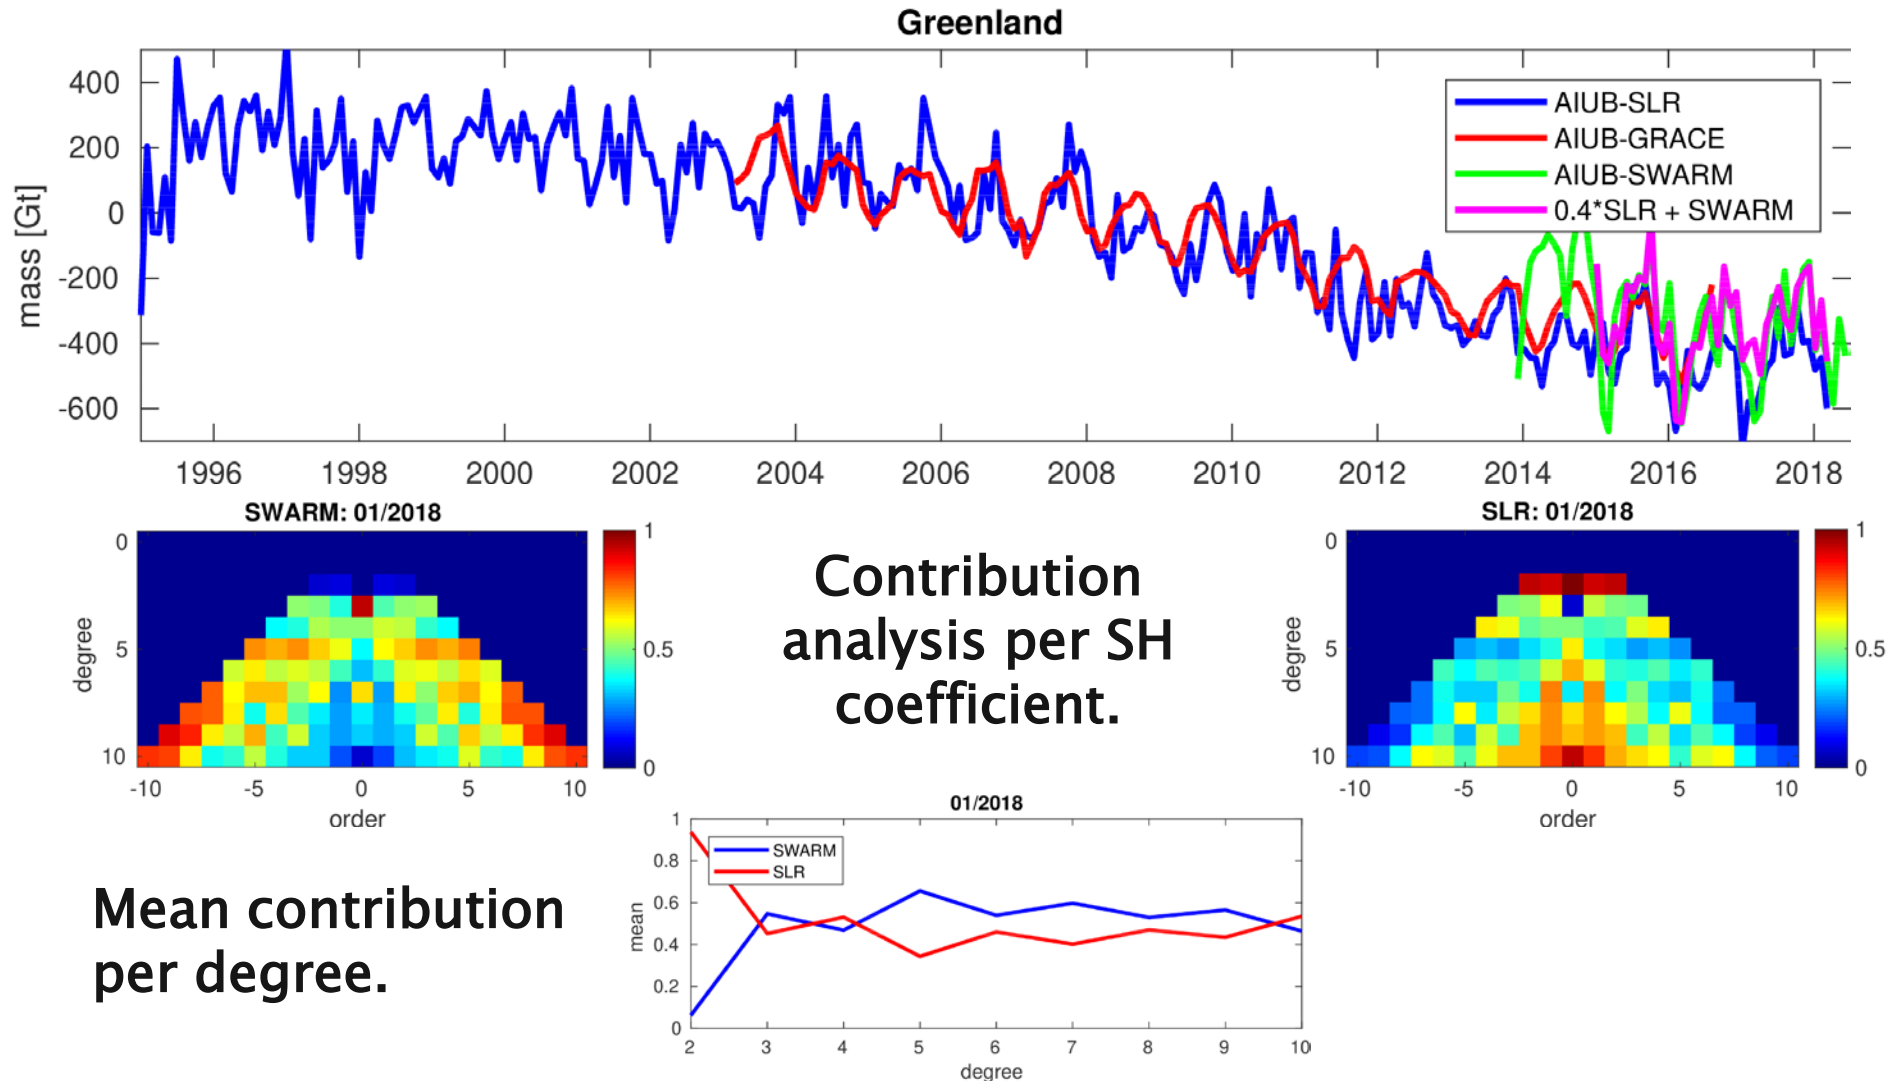 Greenland
400
200
0
-200
-400
-600
mass [Gt]
AIUB-SLR
AIUB-GRACE
AIUB-SWARM
0.4*SLR + SWARM
1996 1998 2000 2002 2004 2006 2008 2010 2012 2014 2016 2018
SWARM: 01/2018
0
5
10
degree
-10 -5 0 5 10
order
1
0.5
0
Contribution
analysis per SH
coefficient.
SLR: 01/2018
0
5
10
degree
-10 -5 0 5 10
order
1
0.5
0
Mean contribution
per degree.
01/2018
1
0.8
0.6
0.4
0.2
0
mean
SWARM
SLR
2 3 4 5 6 7 8 9 10
degree